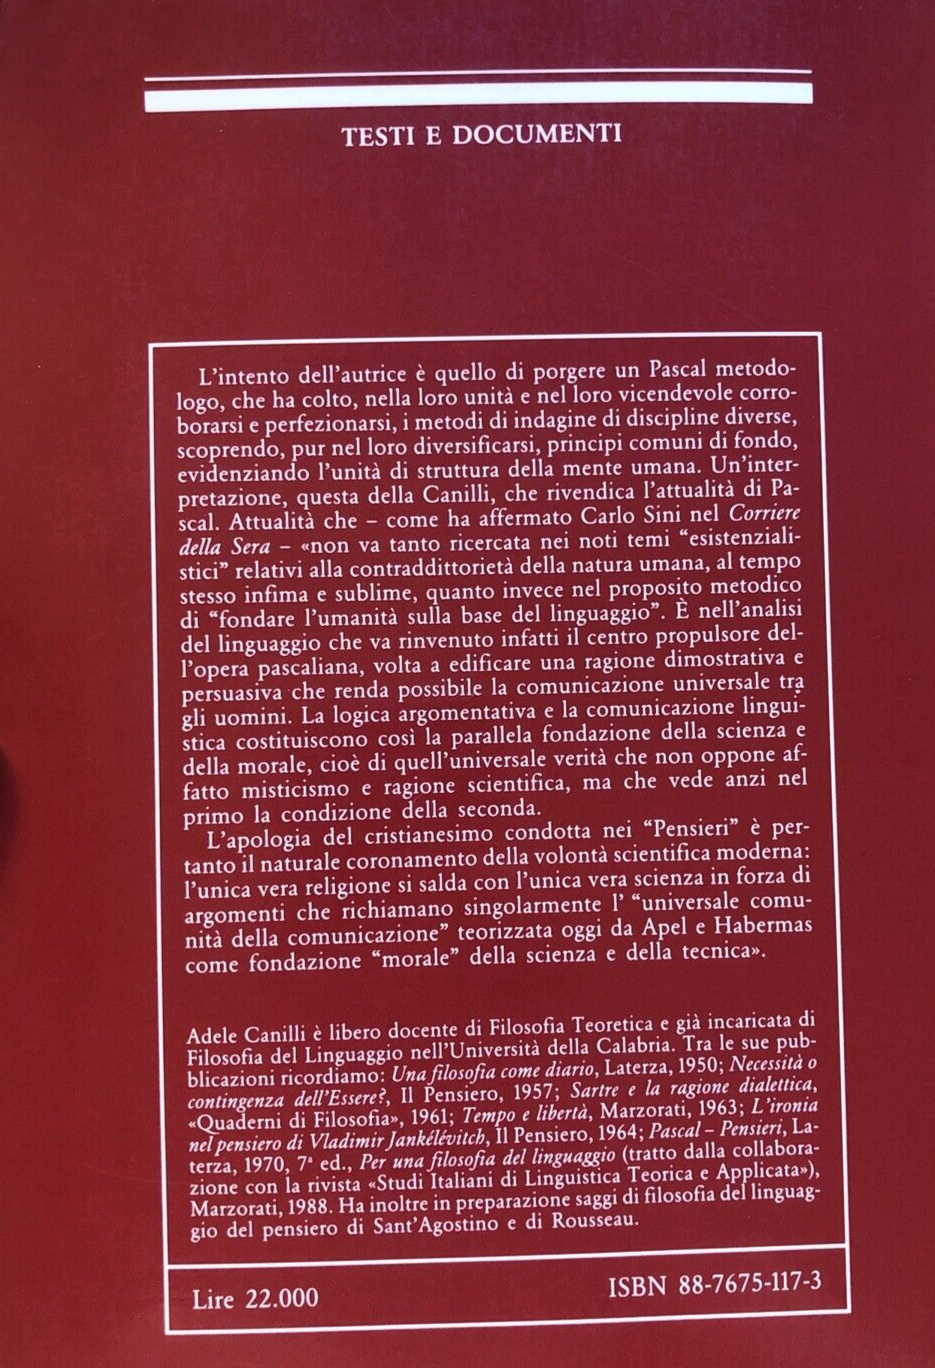 TESTI E DOCUMENTI
L'intento dell'autrice è quello di porgere un Pascal metodo-
logo, che ha colto, nella loro unità e nel loro vicendevole corro-
borarsi e perfezionarsi, i metodi di indagine di discipline diverse,
scoprendo, pur nel loro diversificarsi, principi comuni di fondo,
evidenziando l'unità di struttura della mente umana. Un'inter-
pretazione, questa della Canilli, che rivendica l'attualità di Pa-
scal. Attualità che – come ha affermato Carlo Sini nel Corriere
della Sera – «non va tanto ricercata nei noti temi "esistenziali-
stici" relativi alla contraddittorietà della natura umana, al tempo
stesso infima e sublime, quanto invece nel proposito metodico
di "fondare l'umanità sulla base del linguaggio". È nell'analisi
del linguaggio che va rinvenuto infatti il centro propulsore del-
l'opera pascaliana, volta a edificare una ragione dimostrativa e
persuasiva che renda possibile la comunicazione universale tra
gli uomini. La logica argomentativa e la comunicazione lingui-
stica costituiscono così la parallela fondazione della scienza e
della morale, cioè di quell'universale verità che non oppone af-
fatto misticismo e ragione scientifica, ma che vede anzi nel
primo la condizione della seconda.
L'apologia del cristianesimo condotta nei "Pensieri" è per-
tanto il naturale coronamento della volontà scientifica moderna:
l'unica vera religione si salda con l'unica vera scienza in forza di
argomenti che richiamano singolarmente l' "universale comu-
nità della comunicazione" teorizzata oggi da Apel e Habermas
come fondazione "morale" della scienza e della tecnica».
Adele Canilli è libero docente di Filosofia Teoretica e già incaricata di
Filosofia del Linguaggio nell'Università della Calabria. Tra le sue pub-
blicazioni ricordiamo: Una filosofia come diario, Laterza, 1950; Necessità o
contingenza dell'Essere?, Il Pensiero, 1957; Sartre e la ragione dialettica,
«Quaderni di Filosofia», 1961; Tempo e libertà, Marzorati, 1963; L'ironia
nel pensiero di Vladimir Jankélévitch, Il Pensiero, 1964; Pascal – Pensieri, La-
terza, 1970, 7ª ed., Per una filosofia del linguaggio (tratto dalla collabora-
zione con la rivista «Studi Italiani di Linguistica Teorica e Applicata»),
Marzorati, 1988. Ha inoltre in preparazione saggi di filosofia del linguag-
gio del pensiero di Sant'Agostino e di Rousseau.
Lire 22.000
ISBN 88-7675-117-3